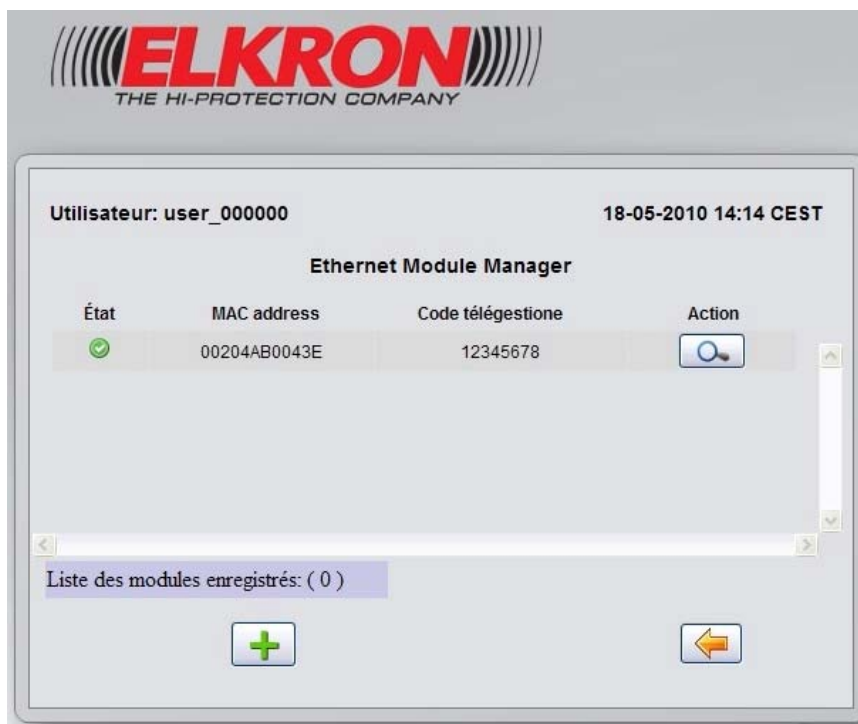 ELKRON
THE HI-PROTECTION COMPANY
Utilisateur: user_000000 18-05-2010 14:14 CEST
Ethernet Module Manager
État MAC address Code télégestione Action
00204AB0043E 12345678
Liste des modules enregistrés: ( 0 )